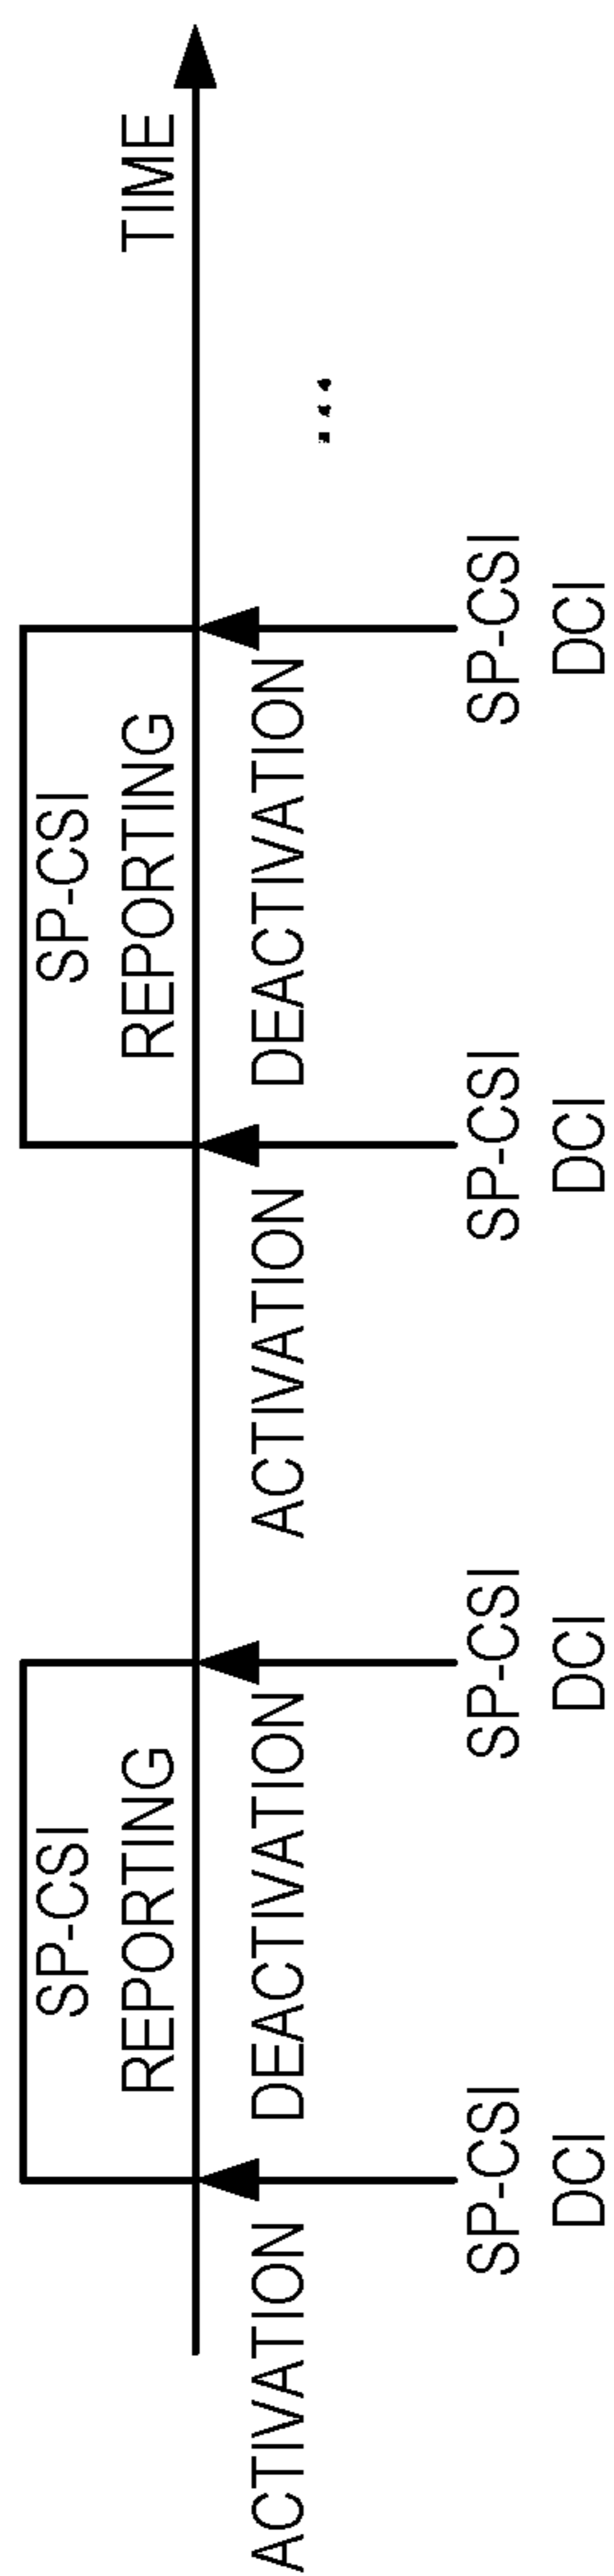 SP-CSI
REPORTING
SP-CSI
REPORTING
TIME
ACTIVATION
DEACTIVATION
ACTIVATION
DEACTIVATION
...
SP-CSI
DCI
SP-CSI
DCI
SP-CSI
DCI
SP-CSI
DCI